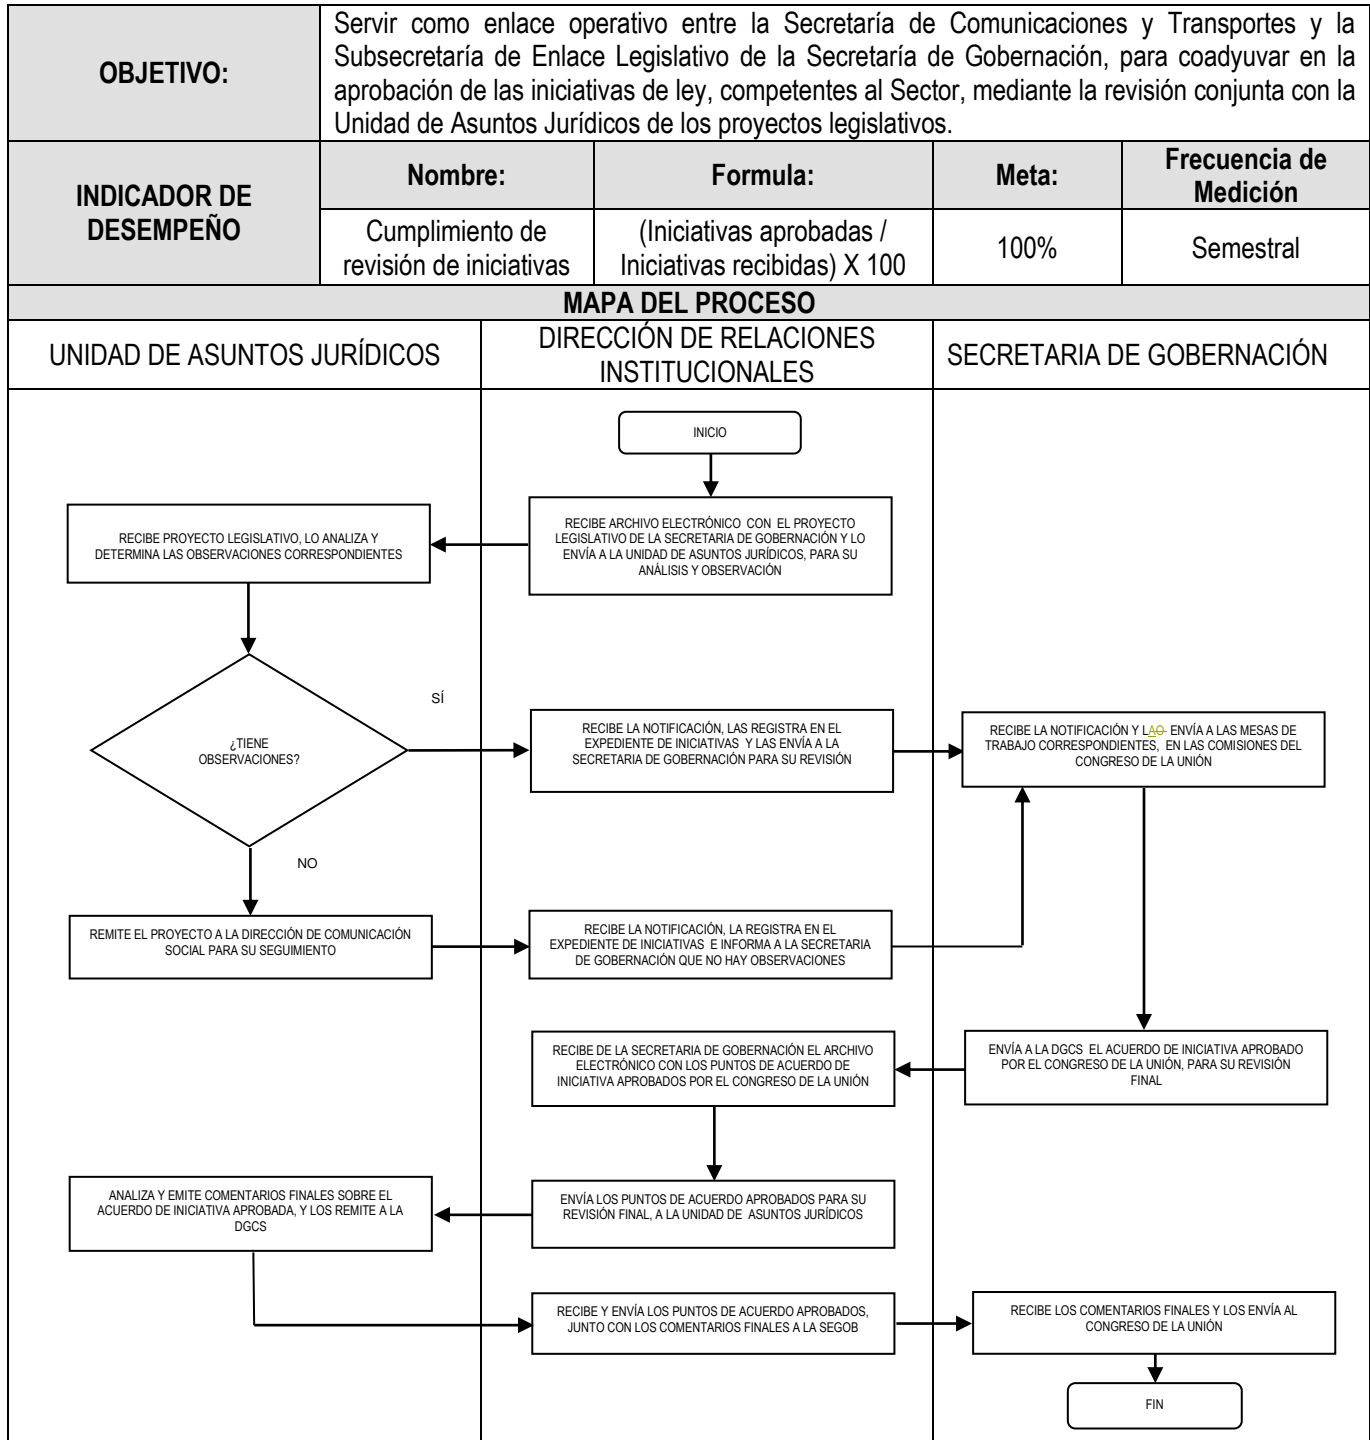 OBJETIVO:
Servir como enlace operativo entre la Secretaría de Comunicaciones y Transportes y la
Subsecretaría de Enlace Legislativo de la Secretaría de Gobernación, para coadyuvar en la
aprobación de las iniciativas de ley, competentes al Sector, mediante la revisión conjunta con la
Unidad de Asuntos Jurídicos de los proyectos legislativos.
INDICADOR DE
DESEMPEÑO
Nombre:
Formula:
Meta:
Frecuencia de
Medición
Cumplimiento de
revisión de iniciativas
(Iniciativas aprobadas /
Iniciativas recibidas) X 100
100%
Semestral
MAPA DEL PROCESO
UNIDAD DE ASUNTOS JURÍDICOS
DIRECCIÓN DE RELACIONES
INSTITUCIONALES
SECRETARIA DE GOBERNACIÓN
INICIO
RECIBE ARCHIVO ELECTRÓNICO CON EL PROYECTO
LEGISLATIVO DE LA SECRETARIA DE GOBERNACIÓN Y LO
ENVÍA A LA UNIDAD DE ASUNTOS JURÍDICOS, PARA SU
ANÁLISIS Y OBSERVACIÓN
RECIBE PROYECTO LEGISLATIVO, LO ANALIZA Y
DETERMINA LAS OBSERVACIONES CORRESPONDIENTES
¿TIENE
OBSERVACIONES?
SÍ
RECIBE LA NOTIFICACIÓN, LAS REGISTRA EN EL
EXPEDIENTE DE INICIATIVAS Y LAS ENVÍA A LA
SECRETARIA DE GOBERNACIÓN PARA SU REVISIÓN
RECIBE LA NOTIFICACIÓN Y LAO ENVÍA A LAS MESAS DE
TRABAJO CORRESPONDIENTES, EN LAS COMISIONES DEL
CONGRESO DE LA UNIÓN
NO
REMITE EL PROYECTO A LA DIRECCIÓN DE COMUNICACIÓN
SOCIAL PARA SU SEGUIMIENTO
RECIBE LA NOTIFICACIÓN, LA REGISTRA EN EL
EXPEDIENTE DE INICIATIVAS E INFORMA A LA SECRETARIA
DE GOBERNACIÓN QUE NO HAY OBSERVACIONES
ENVÍA A LA DGCS EL ACUERDO DE INICIATIVA APROBADO
POR EL CONGRESO DE LA UNIÓN, PARA SU REVISIÓN
FINAL
RECIBE DE LA SECRETARIA DE GOBERNACIÓN EL ARCHIVO
ELECTRÓNICO CON LOS PUNTOS DE ACUERDO DE
INICIATIVA APROBADOS POR EL CONGRESO DE LA UNIÓN
ENVÍA LOS PUNTOS DE ACUERDO APROBADOS PARA SU
REVISIÓN FINAL, A LA UNIDAD DE ASUNTOS JURÍDICOS
ANALIZA Y EMITE COMENTARIOS FINALES SOBRE EL
ACUERDO DE INICIATIVA APROBADA, Y LOS REMITE A LA
DGCS
RECIBE Y ENVÍA LOS PUNTOS DE ACUERDO APROBADOS,
JUNTO CON LOS COMENTARIOS FINALES A LA SEGOB
RECIBE LOS COMENTARIOS FINALES Y LOS ENVÍA AL
CONGRESO DE LA UNIÓN
FIN